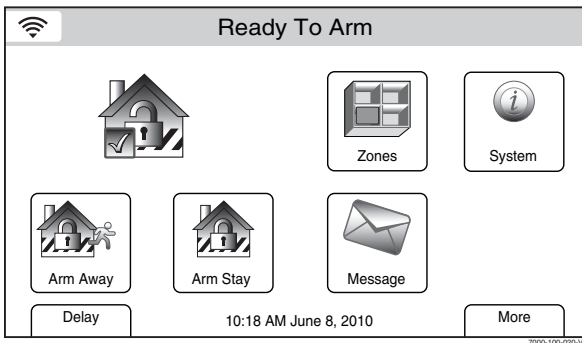 Ready To Arm
Zones
System
Arm Away
Arm Stay
Message
Delay
10:18 AM June 8, 2010
More